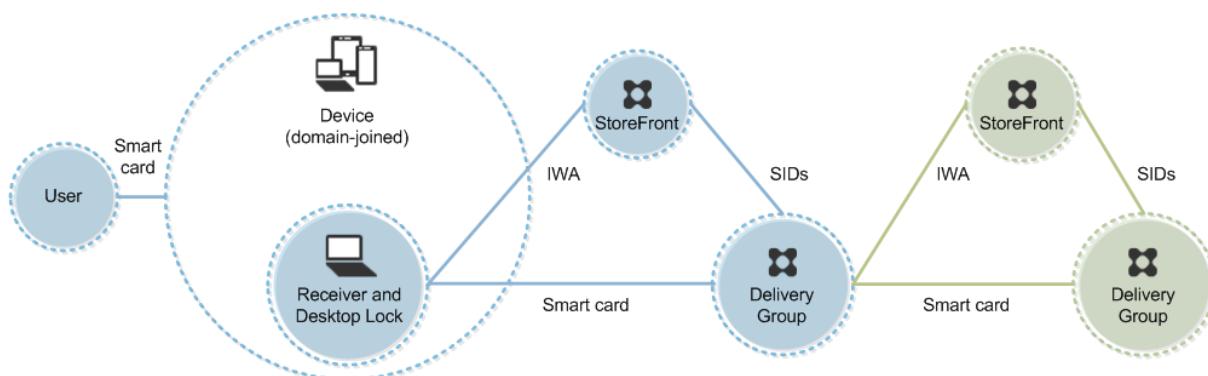 Smart
card
User
Device
(domain-joined)
Receiver and
Desktop Lock
IWA
StoreFront
SIDs
Smart card
Delivery
Group
IWA
StoreFront
SIDs
Smart card
Delivery
Group